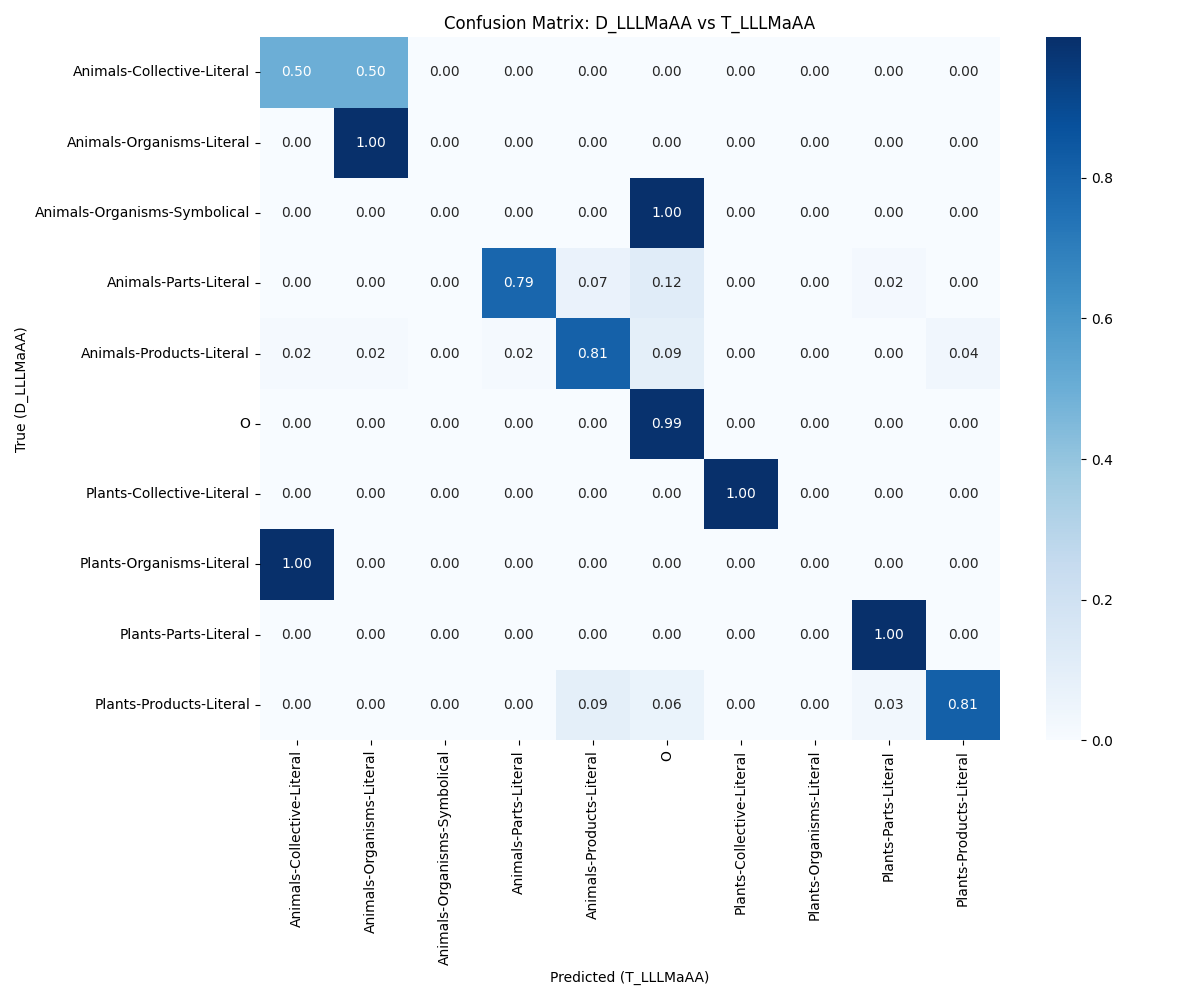 Confusion Matrix: D_LLLMaAA vs T_LLLMaAA
Animals-Collective-Literal 0.50 0.50 0.00 0.00 0.00 0.00 0.00 0.00 0.00 0.00
Animals-Organisms-Literal 0.00 1.00 0.00 0.00 0.00 0.00 0.00 0.00 0.00 0.00
Animals-Organisms-Symbolical 0.00 0.00 0.00 0.00 0.00 1.00 0.00 0.00 0.00 0.00
Animals-Parts-Literal 0.00 0.00 0.00 0.79 0.07 0.12 0.00 0.00 0.02 0.00
Animals-Products-Literal 0.02 0.02 0.00 0.02 0.81 0.09 0.00 0.00 0.00 0.04
O 0.00 0.00 0.00 0.00 0.00 0.99 0.00 0.00 0.00 0.00
Plants-Collective-Literal 0.00 0.00 0.00 0.00 0.00 0.00 1.00 0.00 0.00 0.00
Plants-Organisms-Literal 1.00 0.00 0.00 0.00 0.00 0.00 0.00 0.00 0.00 0.00
Plants-Parts-Literal 0.00 0.00 0.00 0.00 0.00 0.00 0.00 0.00 1.00 0.00
Plants-Products-Literal 0.00 0.00 0.00 0.00 0.09 0.06 0.00 0.00 0.03 0.81
True (D_LLLMaAA)
Animals-Collective-Literal
Animals-Organisms-Literal
Animals-Organisms-Symbolical
Animals-Parts-Literal
Animals-Products-Literal
O
Plants-Collective-Literal
Plants-Organisms-Literal
Plants-Parts-Literal
Plants-Products-Literal
Predicted (T_LLLMaAA)
0.8
0.6
0.4
0.2
0.0